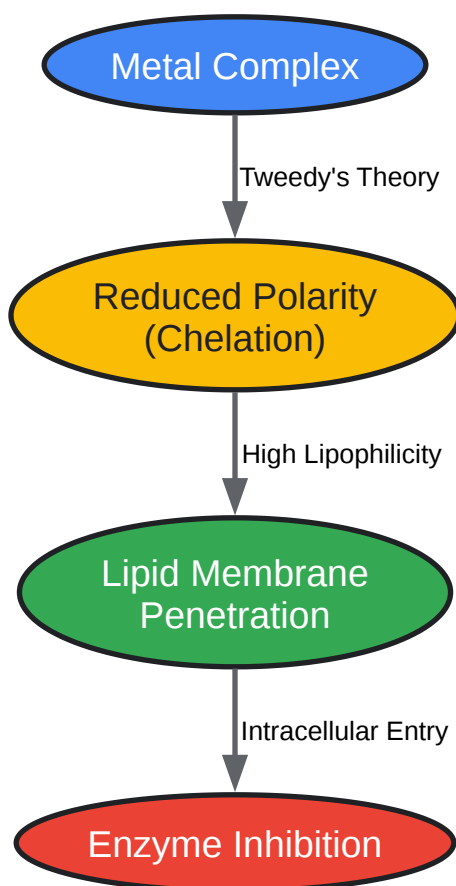 Metal Complex
Tweedy's Theory
Reduced Polarity
(Chelation)
High Lipophilicity
Lipid Membrane
Penetration
Intracellular Entry
Enzyme Inhibition